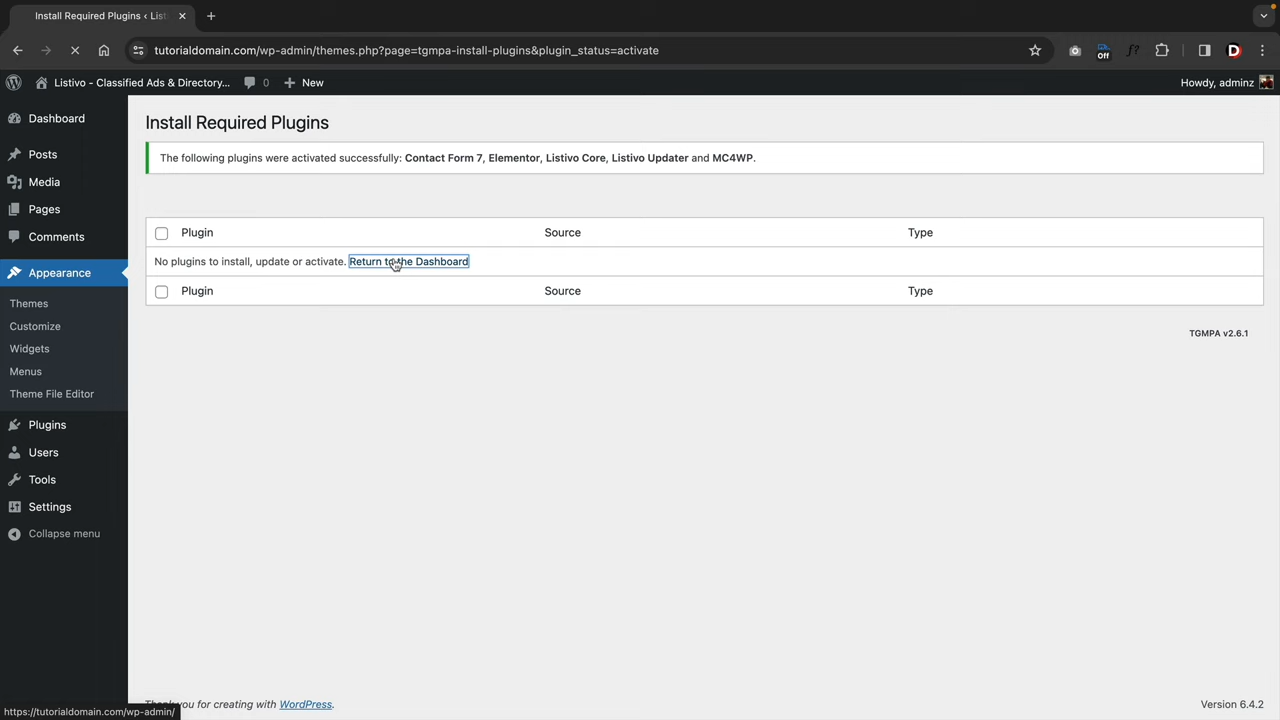 Install Required Plugins ‹ List
tutorialdomain.com/wp-admin/themes.php?page=tgmpa-install-plugins&plugin_status=activate
Off
f?
D
Listivo - Classified Ads & Directory...
0
New
Howdy, adminz
Dashboard
Posts
Media
Pages
Comments
Appearance
Themes
Customize
Widgets
Menus
Theme File Editor
Plugins
Users
Tools
Settings
Collapse menu
Install Required Plugins
The following plugins were activated successfully: Contact Form 7, Elementor, Listivo Core, Listivo Updater and MC4WP.
Plugin Source Type
No plugins to install, update or activate. Return to the Dashboard
Plugin Source Type
TGMPA v2.6.1
Thank you for creating with WordPress.
Version 6.4.2
https://tutorialdomain.com/wp-admin/